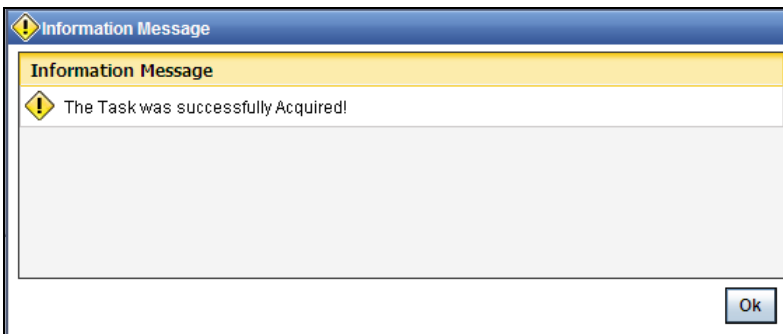 Information Message
Information Message
The Task was successfully Acquired!
Ok